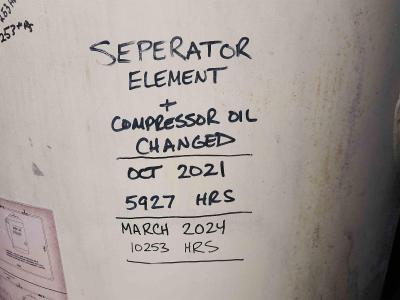 SEPERATOR
ELEMENT
+
COMPRESSOR OIL
CHANGED
OCT 2021
5927 HRS
MARCH 2024
10253 HRS